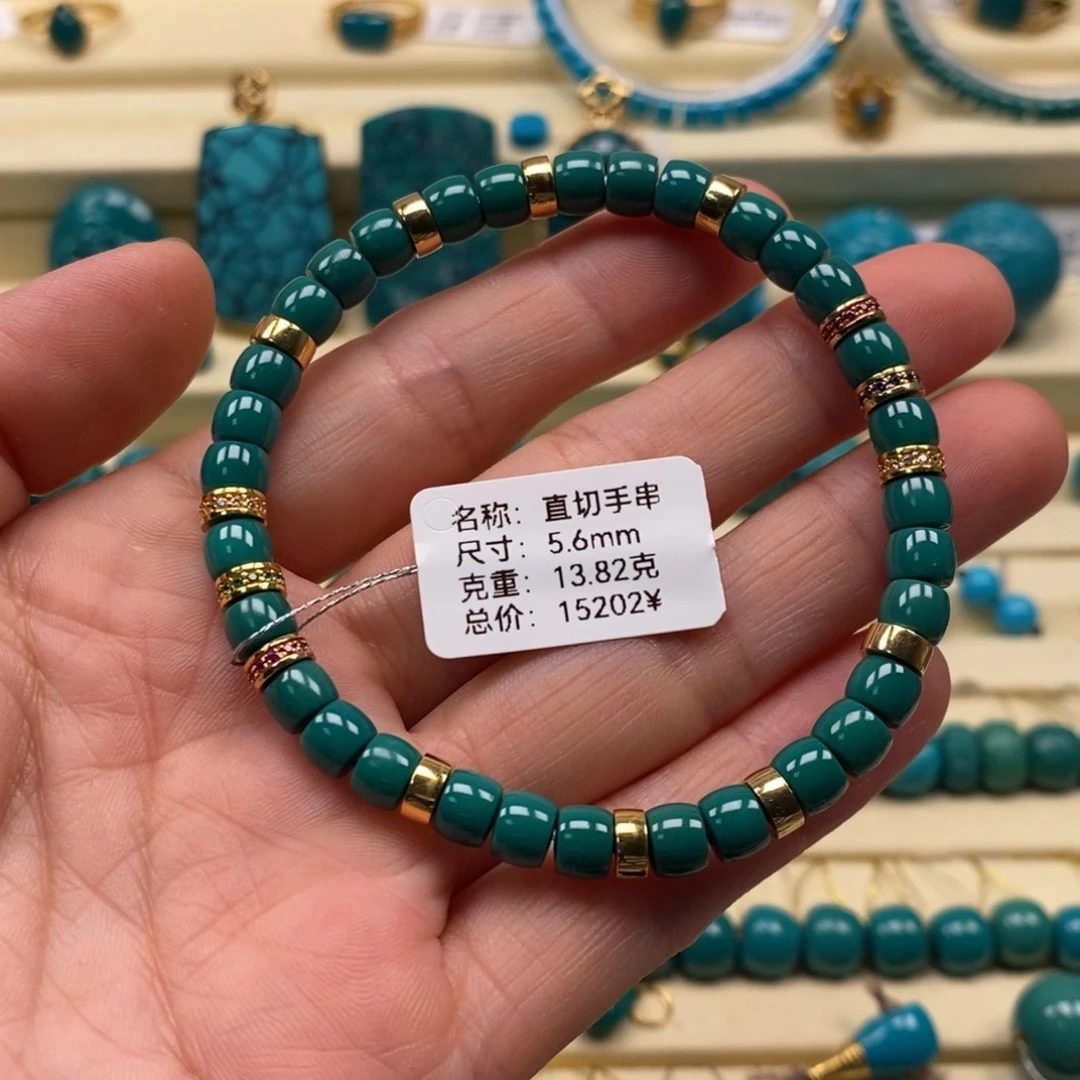 名称: 直切手串
尺寸: 5.6mm
克重: 13.82克
总价: 15202¥